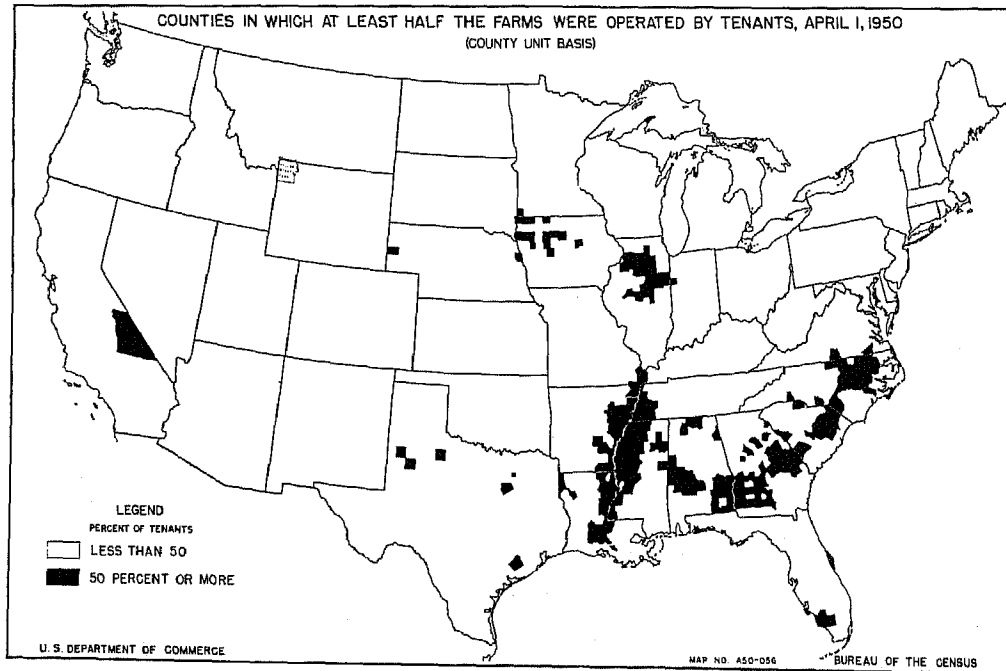 COUNTIES IN WHICH AT LEAST HALF THE FARMS WERE OPERATED BY TENANTS, APRIL 1, 1950
(COUNTY UNIT BASIS)
LEGEND
PERCENT OF TENANTS
LESS THAN 50
50 PERCENT OR MORE
U. S. DEPARTMENT OF COMMERCE
MAP NO. A50-056
BUREAU OF THE CENSUS